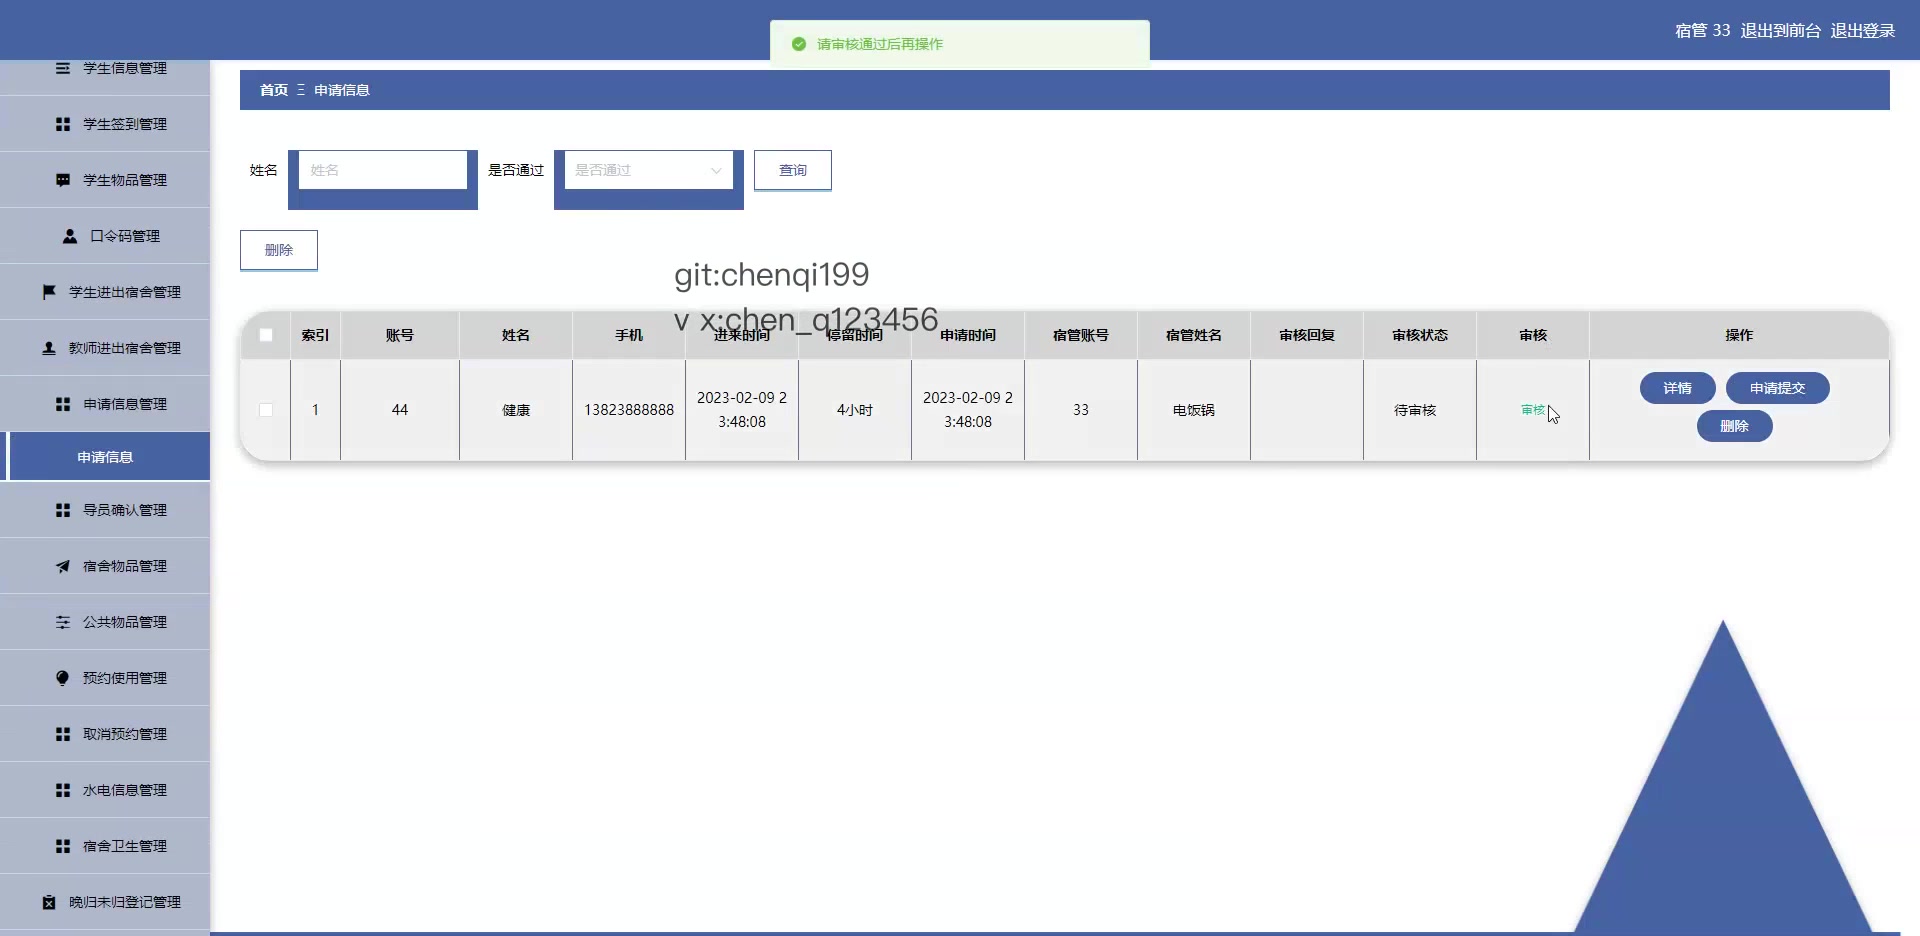 请审核通过后再操作
宿管 33 退出到前台 退出登录
学生信息管理
学生签到管理
学生物品管理
口令码管理
学生进出宿舍管理
教师进出宿舍管理
申请信息管理
申请信息
导员确认管理
宿舍物品管理
公共物品管理
预约使用管理
取消预约管理
水电信息管理
宿舍卫生管理
晚归未归登记管理
首页 Ξ 申请信息
姓名 姓名 是否通过 是否通过 查询
删除
git:chenqi199
v x:chen_q123456
索引 账号 姓名 手机 进来时间 停留时间 申请时间 宿管账号 宿管姓名 审核回复 审核状态 审核 操作
1 44 健康 13823888888 2023-02-09 2 4小时 2023-02-09 2 33 电饭锅 待审核 审核 详情 申请提交
3:48:08 3:48:08 删除